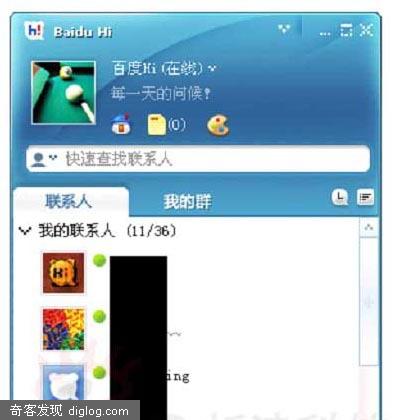 Baidu Hi
百度Hi (在线)
每一天的问候!
(0)
快速查找联系人
联系人 我的群
我的联系人 (11/36)
Hi
ing
奇客发现 diglog.com